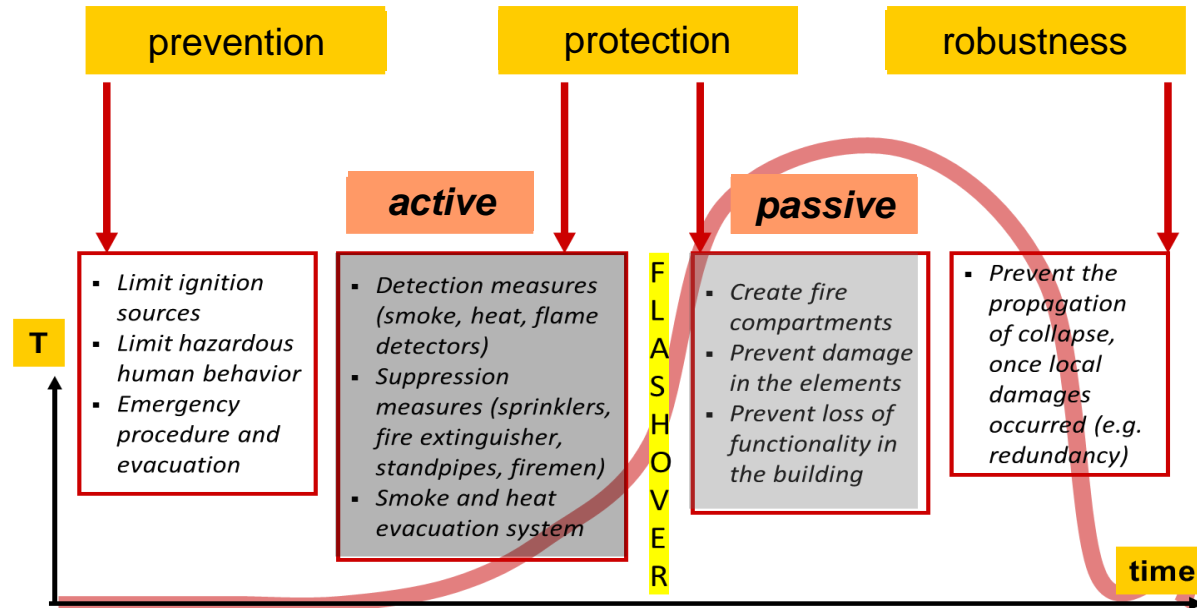 prevention
protection
robustness
active
passive
▪ Limit ignition
sources
▪ Limit hazardous
human behavior
▪ Emergency
procedure and
evacuation
▪ Detection measures
(smoke, heat, flame
detectors)
▪ Suppression
measures (sprinklers,
fire extinguisher,
standpipes, firemen)
▪ Smoke and heat
evacuation system
F
L
A
S
H
O
V
E
R
▪ Create fire
compartments
▪ Prevent damage
in the elements
▪ Prevent loss of
functionality in
the building
▪ Prevent the
propagation
of collapse,
once local
damages
occurred (e.g.
redundancy)
T
time